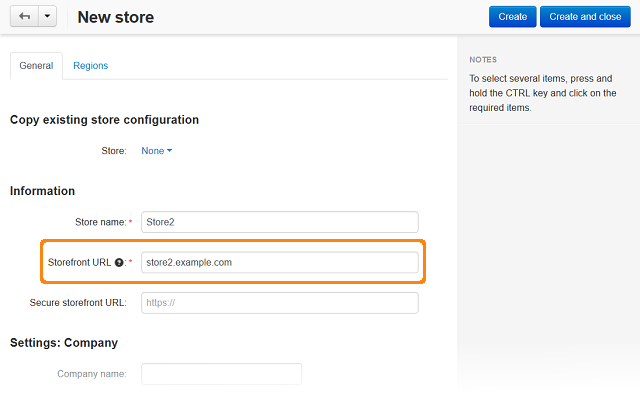 New store
Create
Create and close
General
Regions
NOTES
To select several items, press and
hold the CTRL key and click on the
required items.
Copy existing store configuration
Store: None
Information
Store name: * Store2
Storefront URL ?: * store2.example.com
Secure storefront URL: https://
Settings: Company
Company name: